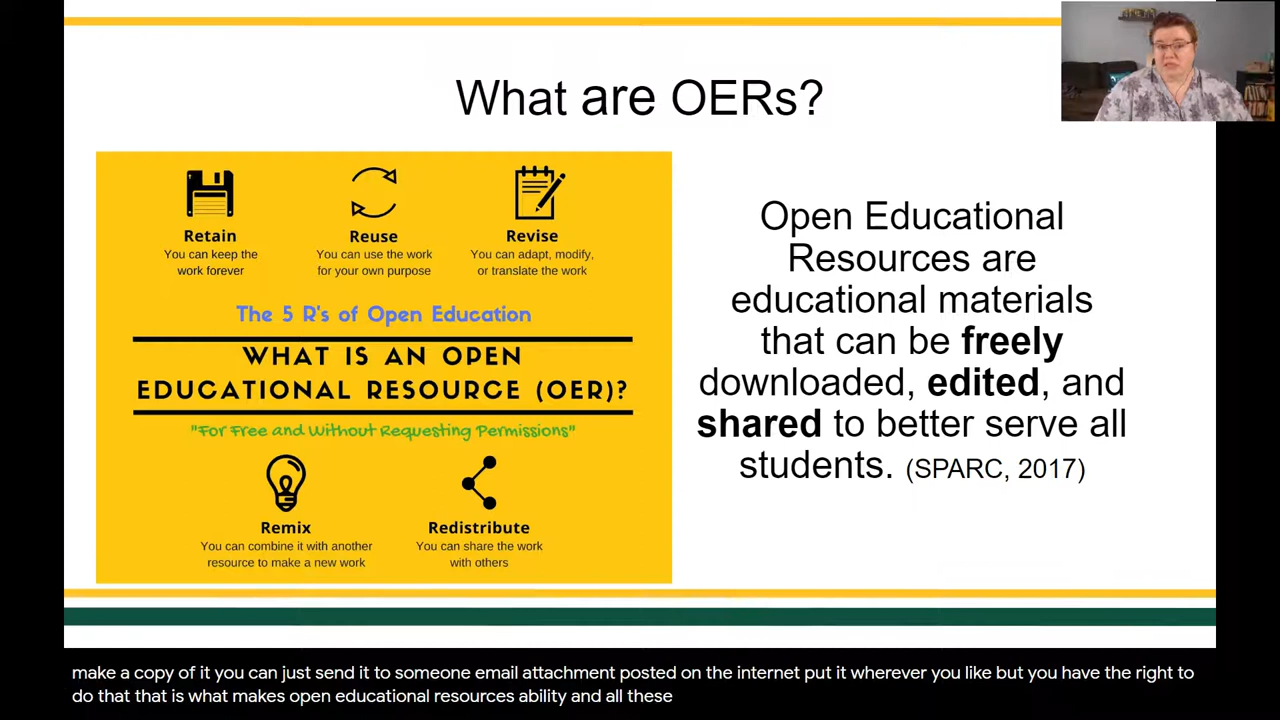 What are OERs?
Retain
You can keep the
work forever
Reuse
You can use the work
for your own purpose
Revise
You can adapt, modify,
or translate the work
The 5 R's of Open Education
WHAT IS AN OPEN
EDUCATIONAL RESOURCE (OER)?
"For Free and Without Requesting Permissions"
Remix
You can combine it with another
resource to make a new work
Redistribute
You can share the work
with others
Open Educational
Resources are
educational materials
that can be freely
downloaded, edited, and
shared to better serve all
students. (SPARC, 2017)
make a copy of it you can just send it to someone email attachment posted on the internet put it wherever you like but you have the right to
do that that is what makes open educational resources ability and all these